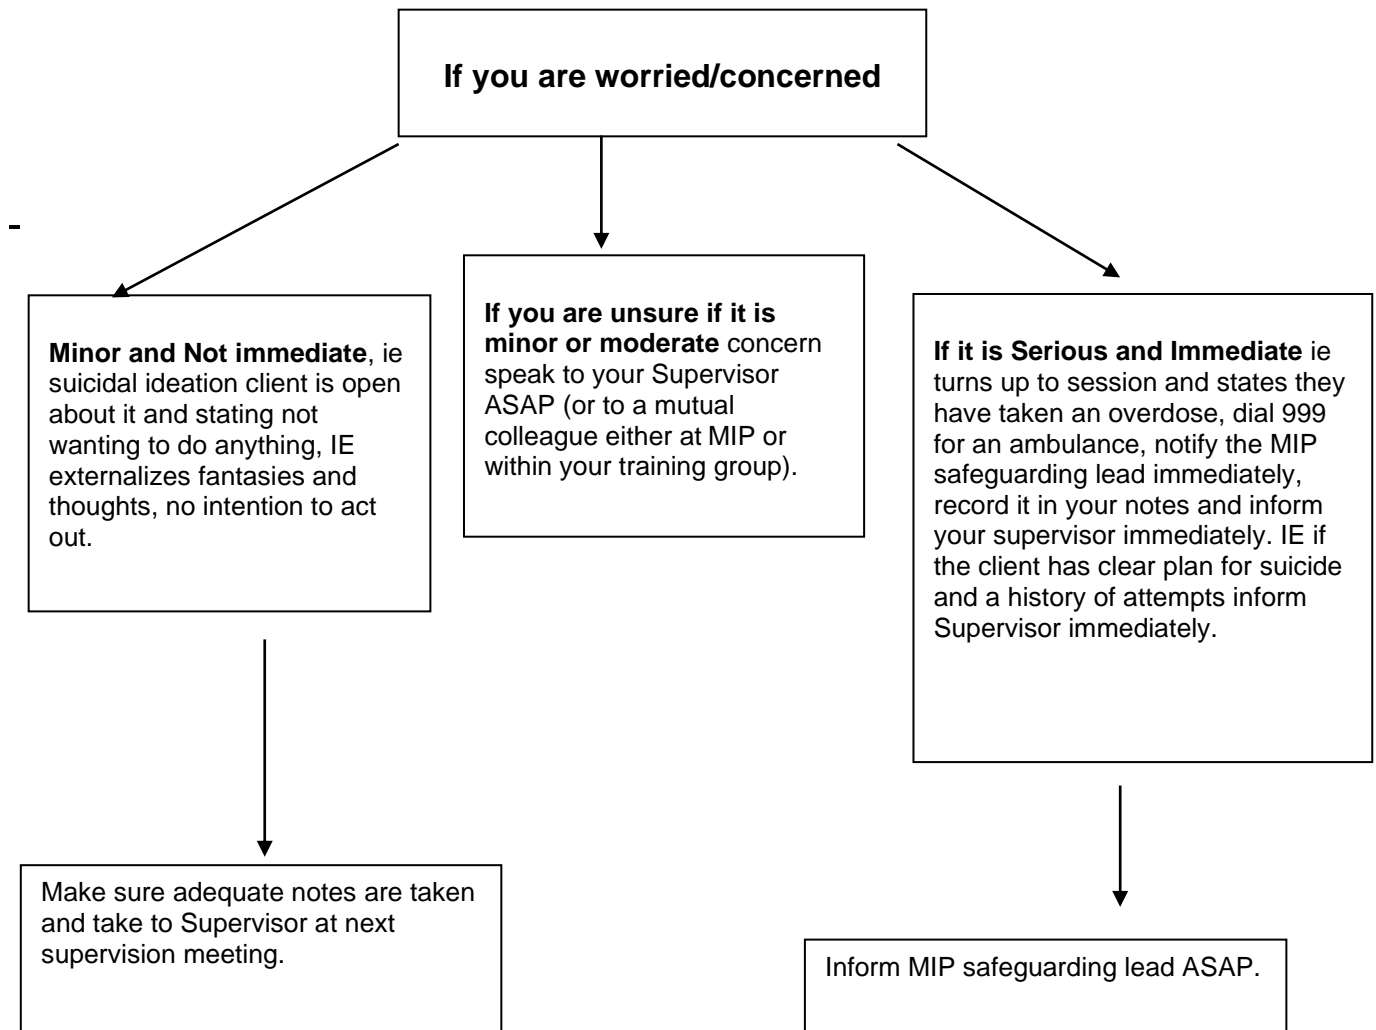 If you are worried/concerned
-
Minor and Not immediate, ie
suicidal ideation client is open
about it and stating not
wanting to do anything, IE
externalizes fantasies and
thoughts, no intention to act
out.
If you are unsure if it is
minor or moderate concern
speak to your Supervisor
ASAP (or to a mutual
colleague either at MIP or
within your training group).
If it is Serious and Immediate ie
turns up to session and states they
have taken an overdose, dial 999
for an ambulance, notify the MIP
safeguarding lead immediately,
record it in your notes and inform
your supervisor immediately. IE if
the client has clear plan for suicide
and a history of attempts inform
Supervisor immediately.
Make sure adequate notes are taken
and take to Supervisor at next
supervision meeting.
Inform MIP safeguarding lead ASAP.